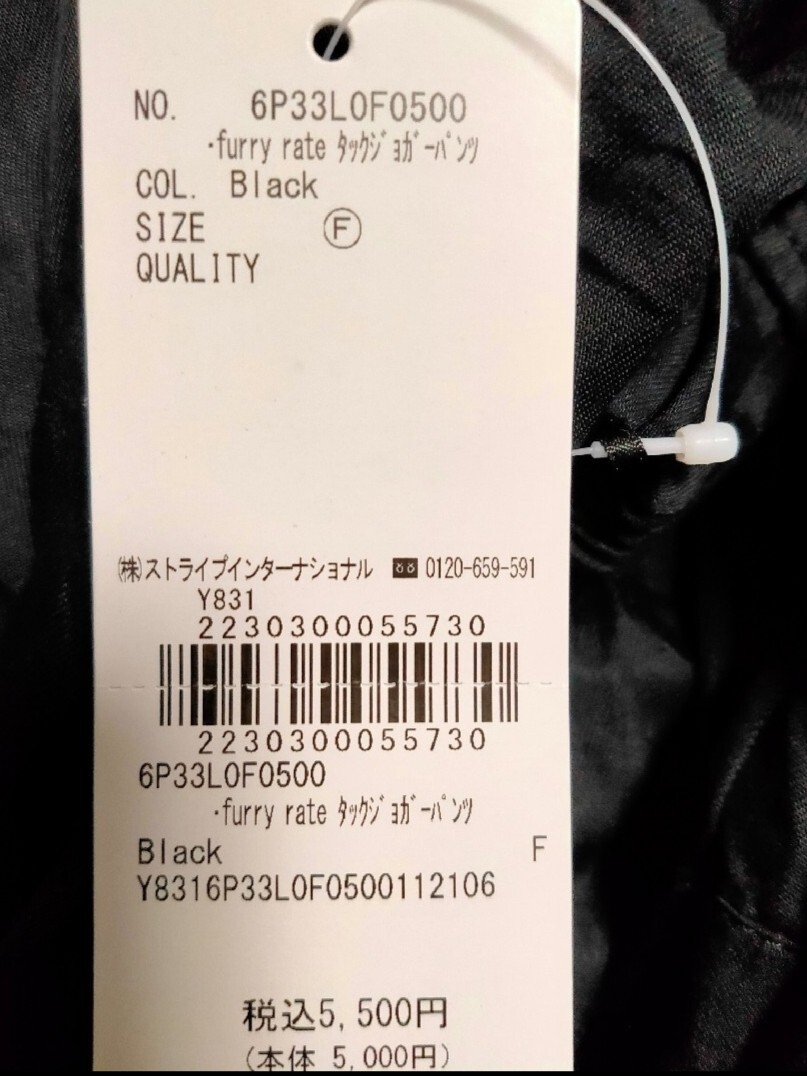 NO. 6P33L0F0500
･furry rate ﾀｯｸｼﾞｮｶﾞｰﾊﾟﾝﾂ
COL. Black
SIZE Ⓕ
QUALITY
㈱ストライプインターナショナル 0120-659-591
Y831
2230300055730
2230300055730
6P33L0F0500
･furry rate ﾀｯｸｼﾞｮｶﾞｰﾊﾟﾝﾂ
Black F
Y8316P33L0F0500112106
税込5,500円
(本体 5,000円)